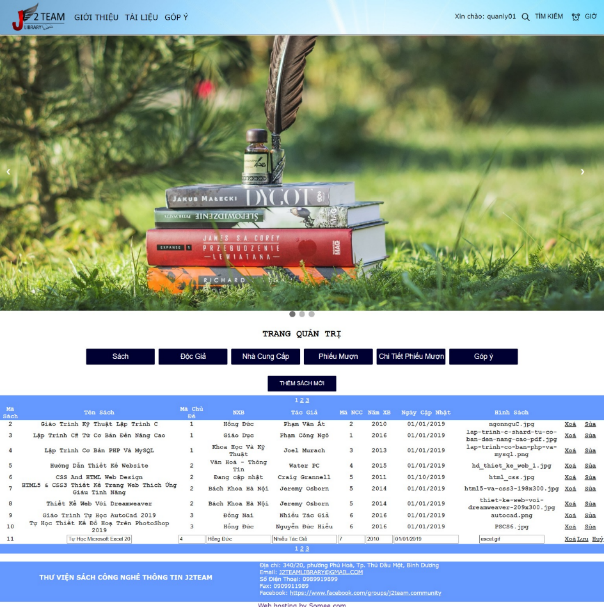 J2 TEAM
LIBRARY
GIỚI THIỆU TÀI LIỆU GÓP Ý
Xin chào: quanly01 TÌM KIẾM GIỎ
JAKUB MAŁECKI DYGOT
JAMES S.A. COREY
PRZEBUDZENIE
LEWIATANA
RICHARD
TRANG QUẢN TRỊ
Sách Độc Giả Nhà Cung Cấp Phiếu Mượn Chi Tiết Phiếu Mượn Góp ý
THÊM SÁCH MỚI
1 2 3
Mã Sách Tên Sách Mã Chủ Đề NXB Tác Giả Mã NCC Năm XB Ngày Cập Nhật Hình Sách
2 Giáo Trình Kỹ Thuật Lập Trình C 1 Hồng Đức Phạm Văn Ất 2 2010 01/01/2019 ngonnguC.jpg Xoá Sửa
3 Lập Trình C# Từ Cơ Bản Đến Nâng Cao 1 Giáo Dục Phạm Công Ngô 1 2016 01/01/2019 lap-trinh-c-shard-tu-co-ban-den-nang-cao-pdf.jpg Xoá Sửa
4 Lập Trình Cơ Bản PHP Và MySQL 1 Khoa Học Và Kỹ Thuật Joel Murach 3 2013 01/01/2019 lap-trinh-co-ban-php-va-mysql.png Xoá Sửa
5 Hướng Dẫn Thiết Kế Website 2 Văn Hoá - Thông Tin Water PC 4 2015 01/01/2019 hd_thiet_ke_web_1.jpg Xoá Sửa
6 CSS And HTML Web Design 2 Đang cập nhật Craig Grannell 5 2011 01/10/2019 html_css.jpg Xoá Sửa
7 HTML5 & CSS3 Thiết Kế Trang Web Thích Ứng Giàu Tính Năng 2 Bách Khoa Hà Nội Jeremy Osborn 5 2014 01/01/2019 html5-va-css3-198x300.jpg Xoá Sửa
8 Thiết Kế Web Với Dreamweaver 2 Bách Khoa Hà Nội Jeremy Osborn 5 2014 01/01/2019 thiet-ke-web-voi-dreamweaver-209x300.jpg Xoá Sửa
9 Giáo Trình Tự Học AutoCad 2019 3 Đồng Nai Nhiều Tác Giả 6 2016 01/01/2019 autocad.png Xoá Sửa
10 Tự Học Thiết Kế Đồ Hoạ Trên PhotoShop 2019 3 Hồng Đức Nguyễn Đức Hiếu 6 2016 01/01/2019 PSCS6.jpg Xoá Sửa
11 Tự Học Microsoft Excel 20 4 Hồng Đức Nhiều Tác Giả 7 2010 01/01/2019 excel.gif Xoá Lưu Huỷ
1 2 3
THƯ VIỆN SÁCH CÔNG NGHỆ THÔNG TIN J2TEAM
Địa chỉ: 340/20, phường Phú Hoà, Tp. Thủ Dầu Một, Bình Dương
Email: J2TEAMLIBRARY@GMAIL.COM
Số Điện Thoại: 0989919999
Fax: 0909911989
Facebook: https://www.facebook.com/groups/j2team.community
Web hosting by Somee.com